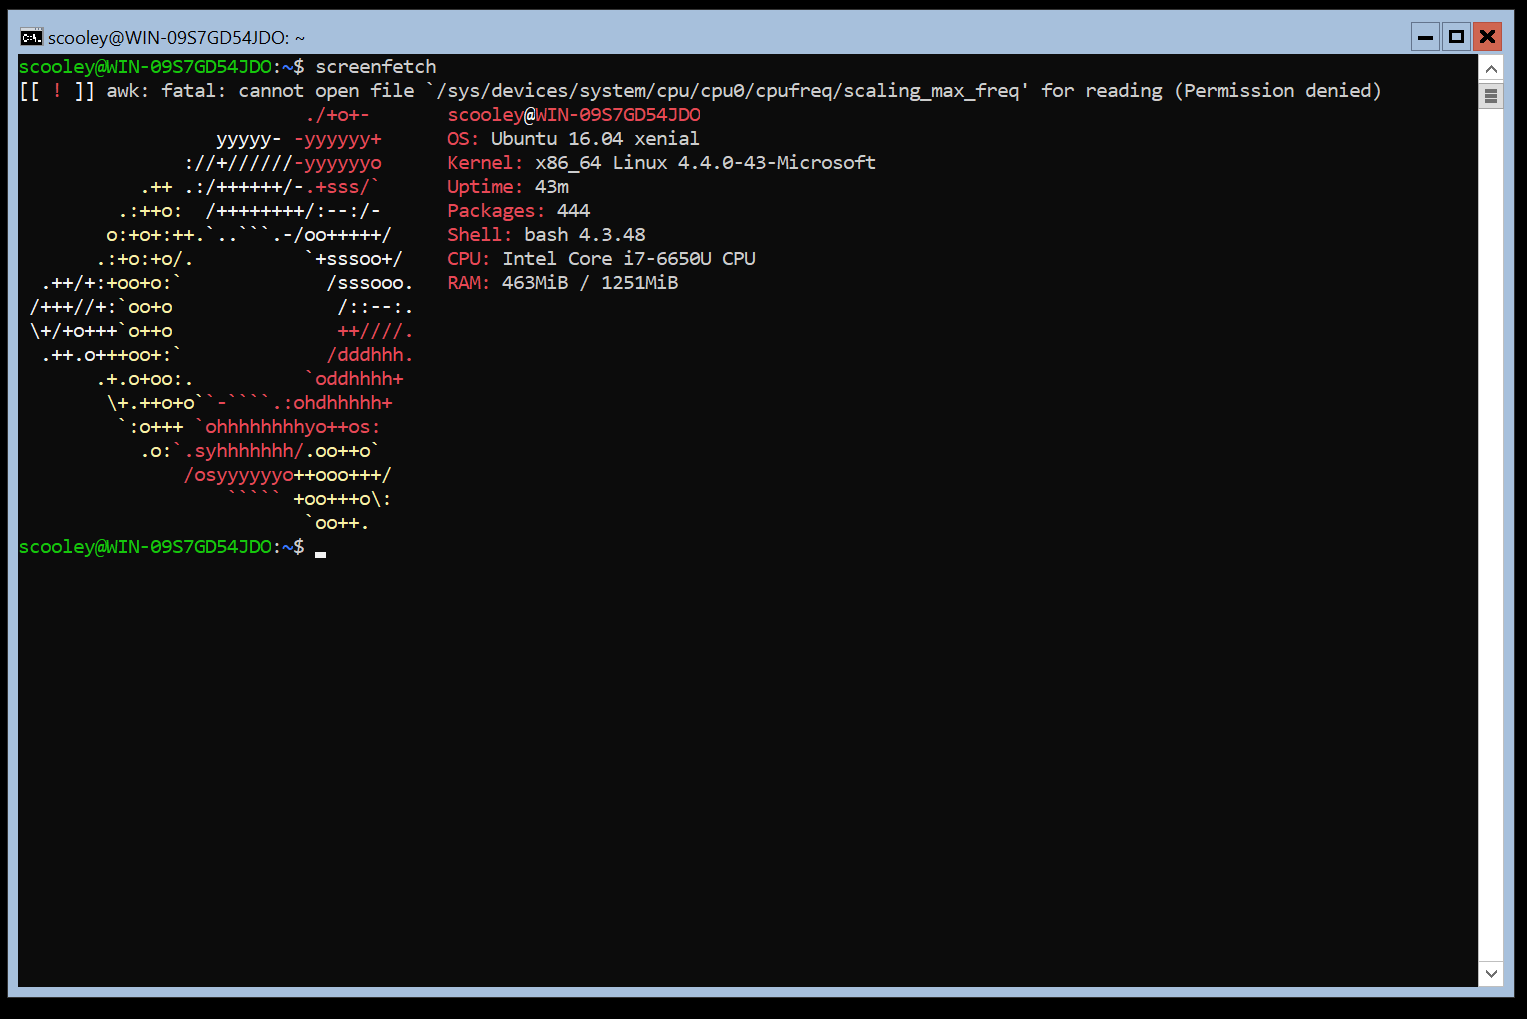 scooley@WIN-09S7GD54JDO: ~
scooley@WIN-09S7GD54JDO:~$ screenfetch
[[ ! ]] awk: fatal: cannot open file `/sys/devices/system/cpu/cpu0/cpufreq/scaling_max_freq' for reading (Permission denied)
                          ./+o+-       scooley@WIN-09S7GD54JDO
                  yyyyy- -yyyyyy+      OS: Ubuntu 16.04 xenial
               ://+//////-yyyyyyo      Kernel: x86_64 Linux 4.4.0-43-Microsoft
           .++ .:/++++++/-.+sss/`      Uptime: 43m
         .:++o:  /++++++++/:--:/-      Packages: 444
        o:+o+:++.`..```.-/oo+++++/     Shell: bash 4.3.48
       .:+o:+o/.          `+sssoo+/    CPU: Intel Core i7-6650U CPU
  .++/+:+oo+o:`             /sssooo.   RAM: 463MiB / 1251MiB
 /+++//+:`oo+o               /::--:.
 \+/+o+++`o++o               ++////.
  .++.o+++oo+:`             /dddhhh.
       .+.o+oo:.          `oddhhhh+
        \+.++o+o``-````.:ohdhhhhh+
         `:o+++ `ohhhhhhhhyo++os:
           .o:`.syhhhhhhh/.oo++o`
               /osyyyyyyo++ooo+++/
                   ````` +oo+++o\:
                          `oo++.
scooley@WIN-09S7GD54JDO:~$